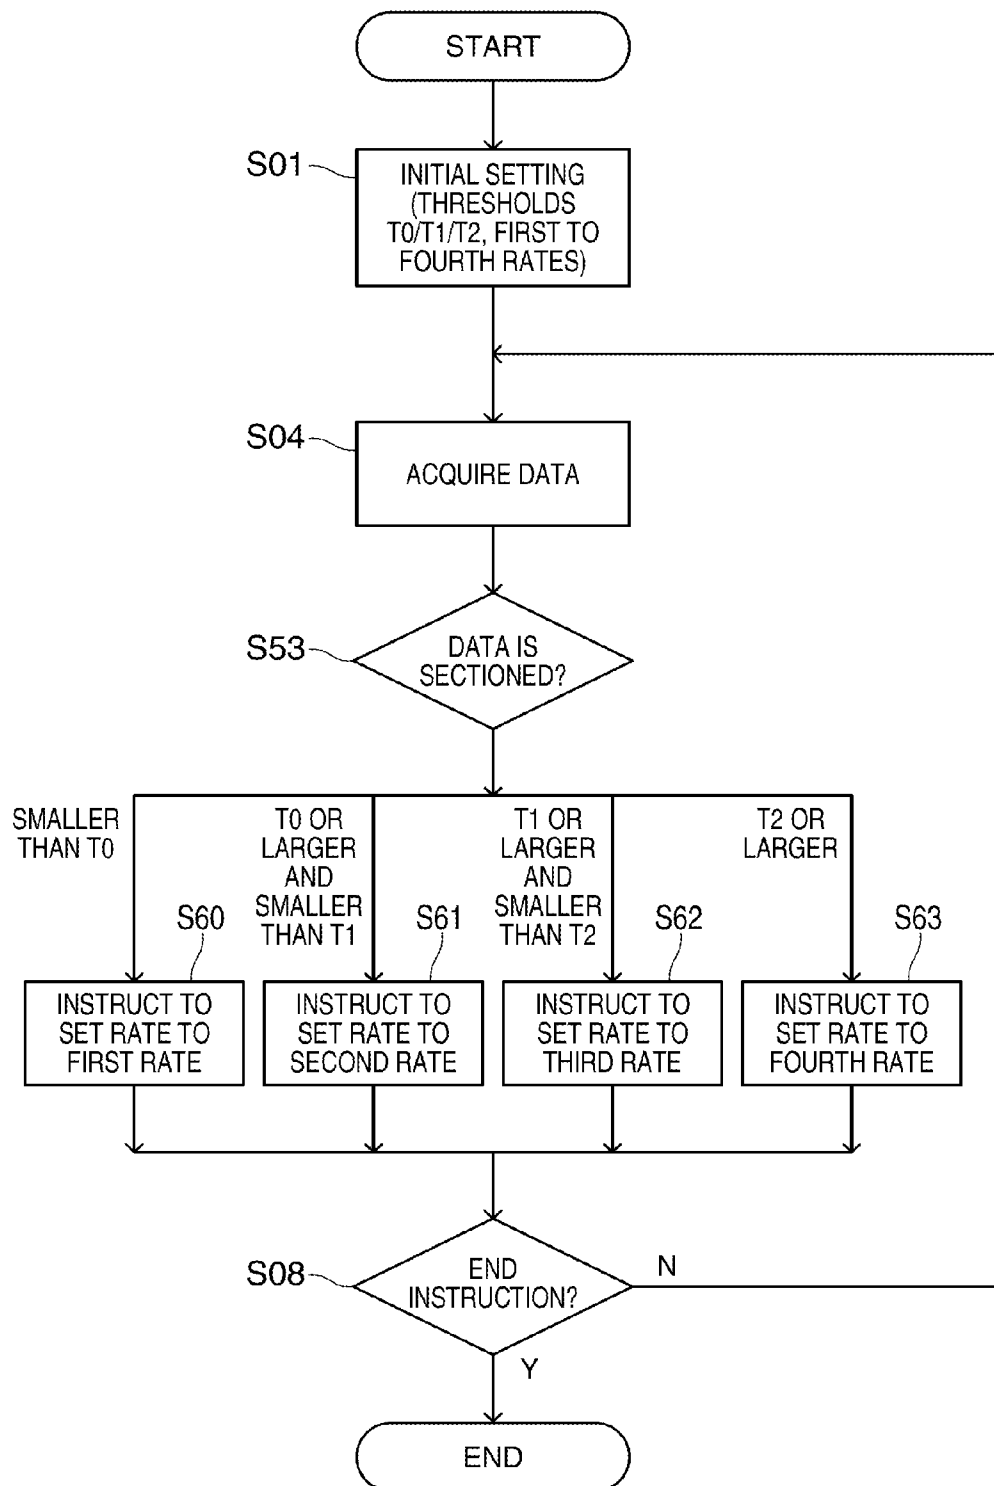 START
S01
INITIAL SETTING
(THRESHOLDS
T0/T1/T2, FIRST TO
FOURTH RATES)
S04
ACQUIRE DATA
S53
DATA IS
SECTIONED?
SMALLER
THAN T0
T0 OR
LARGER
AND
SMALLER
THAN T1
T1 OR
LARGER
AND
SMALLER
THAN T2
T2 OR
LARGER
S60
INSTRUCT TO
SET RATE TO
FIRST RATE
S61
INSTRUCT TO
SET RATE TO
SECOND RATE
S62
INSTRUCT TO
SET RATE TO
THIRD RATE
S63
INSTRUCT TO
SET RATE TO
FOURTH RATE
S08
END
INSTRUCTION?
N
Y
END